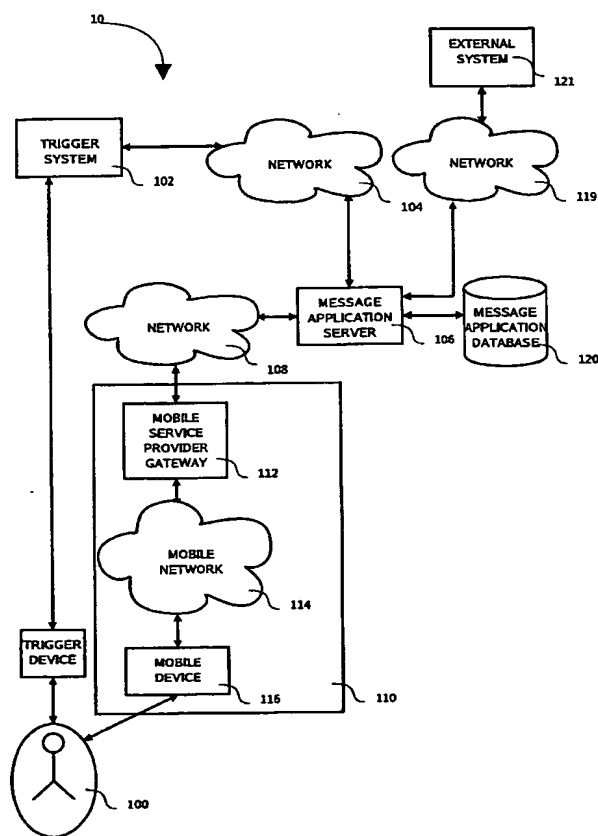 10
EXTERNAL
SYSTEM
121
TRIGGER
SYSTEM
102
NETWORK
104
NETWORK
119
NETWORK
108
MESSAGE
APPLICATION
SERVER
106
MESSAGE
APPLICATION
DATABASE
120
MOBILE
SERVICE
PROVIDER
GATEWAY
112
MOBILE
NETWORK
114
TRIGGER
DEVICE
MOBILE
DEVICE
116
110
100